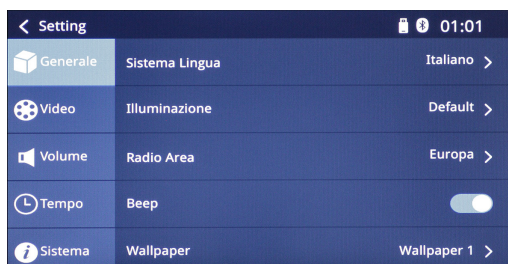 Setting 01:01
Generale
Sistema Lingua Italiano
Video
Illuminazione Default
Volume
Radio Area Europa
Tempo
Beep
Sistema
Wallpaper Wallpaper 1